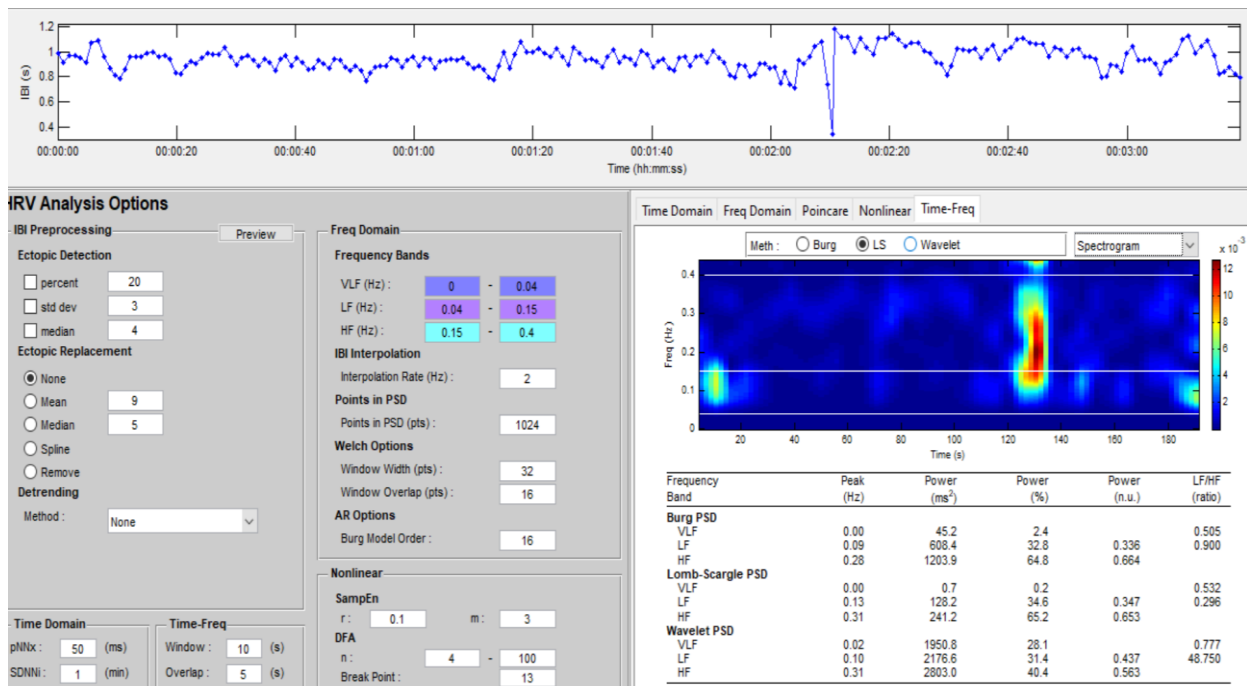 1.2
1
0.8
0.6
0.4
IBI (s)
00:00:00 00:00:20 00:00:40 00:01:00 00:01:20 00:01:40 00:02:00 00:02:20 00:02:40 00:03:00
Time (hh:mm:ss)
HRV Analysis Options
IBI Preprocessing
Preview
Ectopic Detection
percent 20
std dev 3
median 4
Ectopic Replacement
None
Mean 9
Median 5
Spline
Remove
Detrending
Method : None
Time Domain
pNNx : 50 (ms)
SDNNi : 1 (min)
Time-Freq
Window : 10 (s)
Overlap : 5 (s)
Freq Domain
Frequency Bands
VLF (Hz) : 0 - 0.04
LF (Hz) : 0.04 - 0.15
HF (Hz) : 0.15 - 0.4
IBI Interpolation
Interpolation Rate (Hz) : 2
Points in PSD
Points in PSD (pts) : 1024
Welch Options
Window Width (pts) : 32
Window Overlap (pts) : 16
AR Options
Burg Model Order : 16
Nonlinear
SampEn
r : 0.1 m : 3
DFA
n : 4 - 100
Break Point : 13
Time Domain Freq Domain Poincare Nonlinear Time-Freq
Meth : Burg LS Wavelet Spectrogram
x 10⁻³
0.4
0.3
0.2
0.1
0
Freq (Hz)
12
10
8
6
4
2
20 40 60 80 100 120 140 160 180
Time (s)
Frequency Peak Power Power Power LF/HF
Band (Hz) (ms²) (%) (n.u.) (ratio)
Burg PSD
VLF 0.00 45.2 2.4 0.505
LF 0.09 608.4 32.8 0.336 0.900
HF 0.28 1203.9 64.8 0.664
Lomb-Scargle PSD
VLF 0.00 0.7 0.2 0.532
LF 0.13 128.2 34.6 0.347 0.296
HF 0.31 241.2 65.2 0.653
Wavelet PSD
VLF 0.02 1950.8 28.1 0.777
LF 0.10 2176.6 31.4 0.437 48.750
HF 0.31 2803.0 40.4 0.563